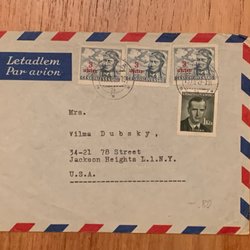 Letadlem
Par avion
Mrs.
Vilma Dubsky,
34-21 78 Street
Jackson Heights L.I.N.Y.
U.S.A.